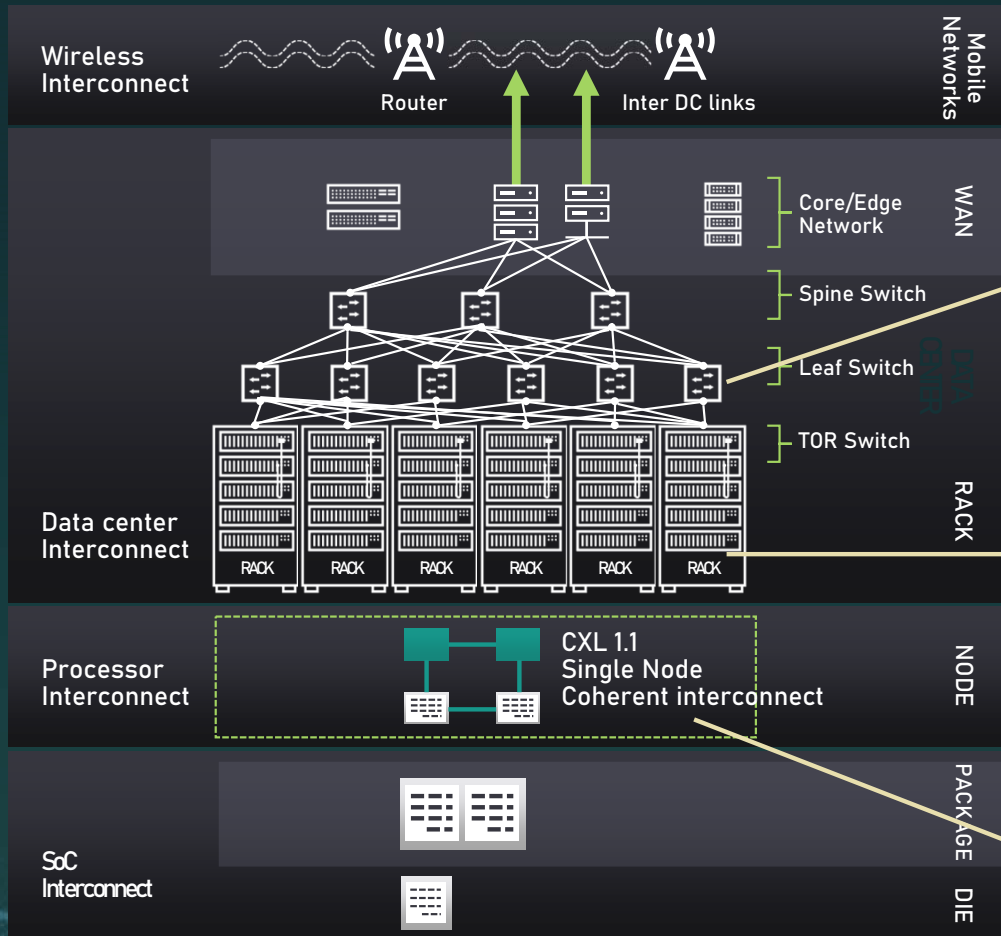 Wireless
Interconnect
Router
Inter DC links
Mobile
Networks
Core/Edge
Network
WAN
Spine Switch
Leaf Switch
DATA
CENTER
TOR Switch
Data center
Interconnect
RACK
RACK
RACK
RACK
RACK
RACK
RACK
Processor
Interconnect
CXL 1.1
Single Node
Coherent interconnect
NODE
PACKAGE
SoC
Interconnect
DIE